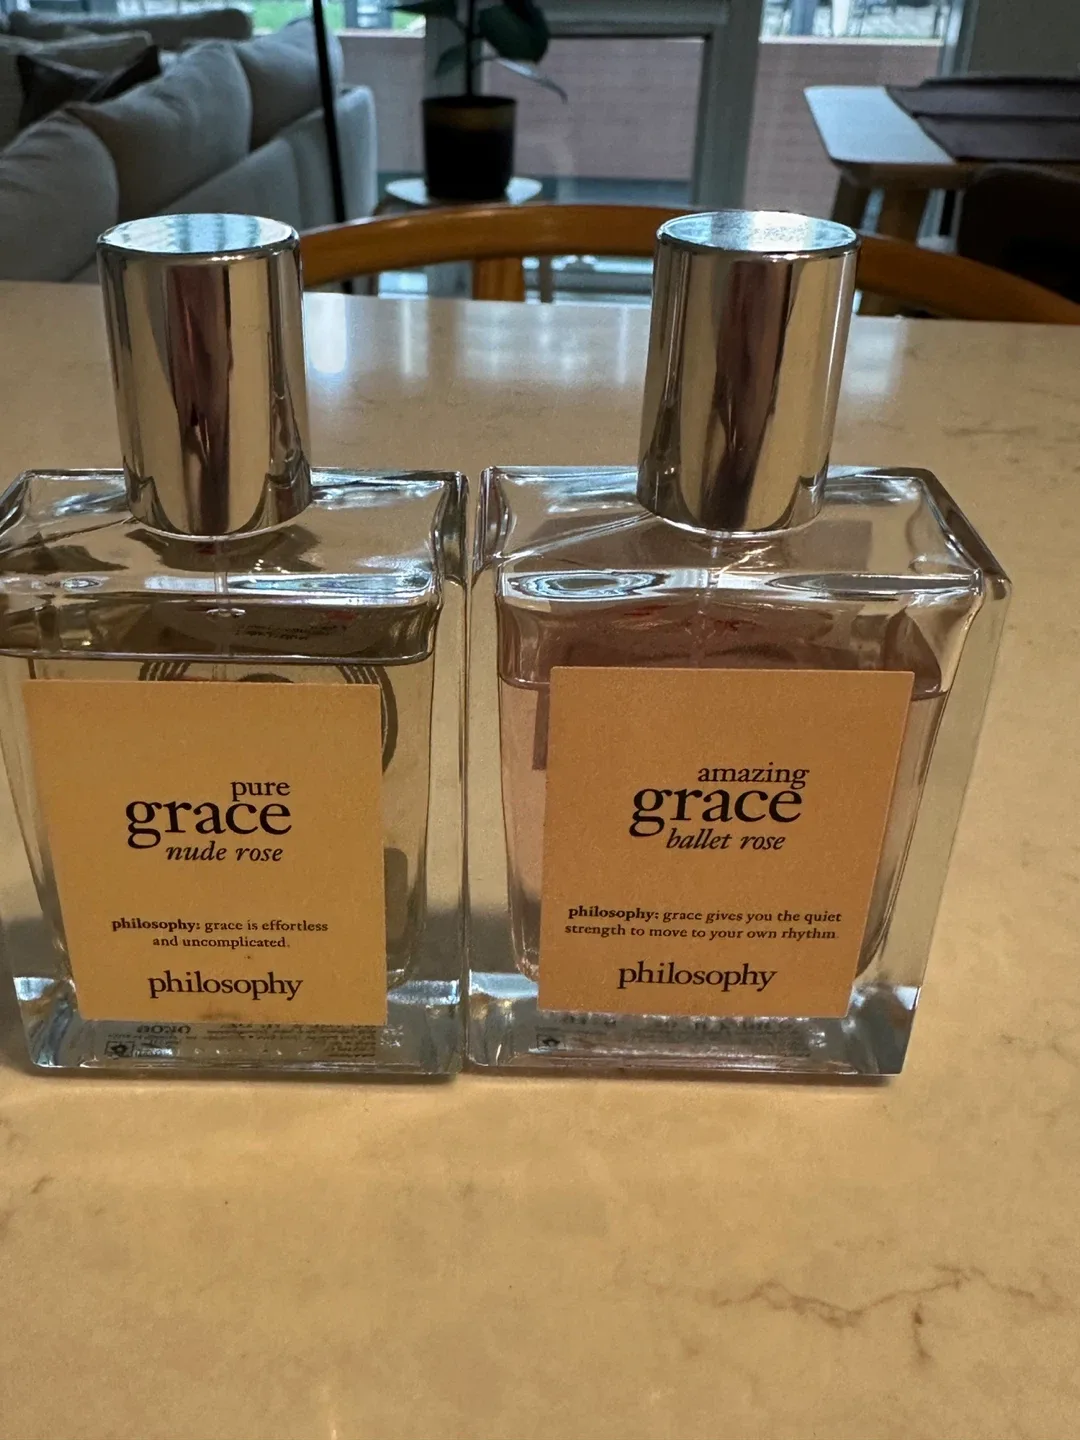 pure
grace
nude rose
philosophy: grace is effortless
and uncomplicated.
philosophy
amazing
grace
ballet rose
philosophy: grace gives you the quiet
strength to move to your own rhythm.
philosophy